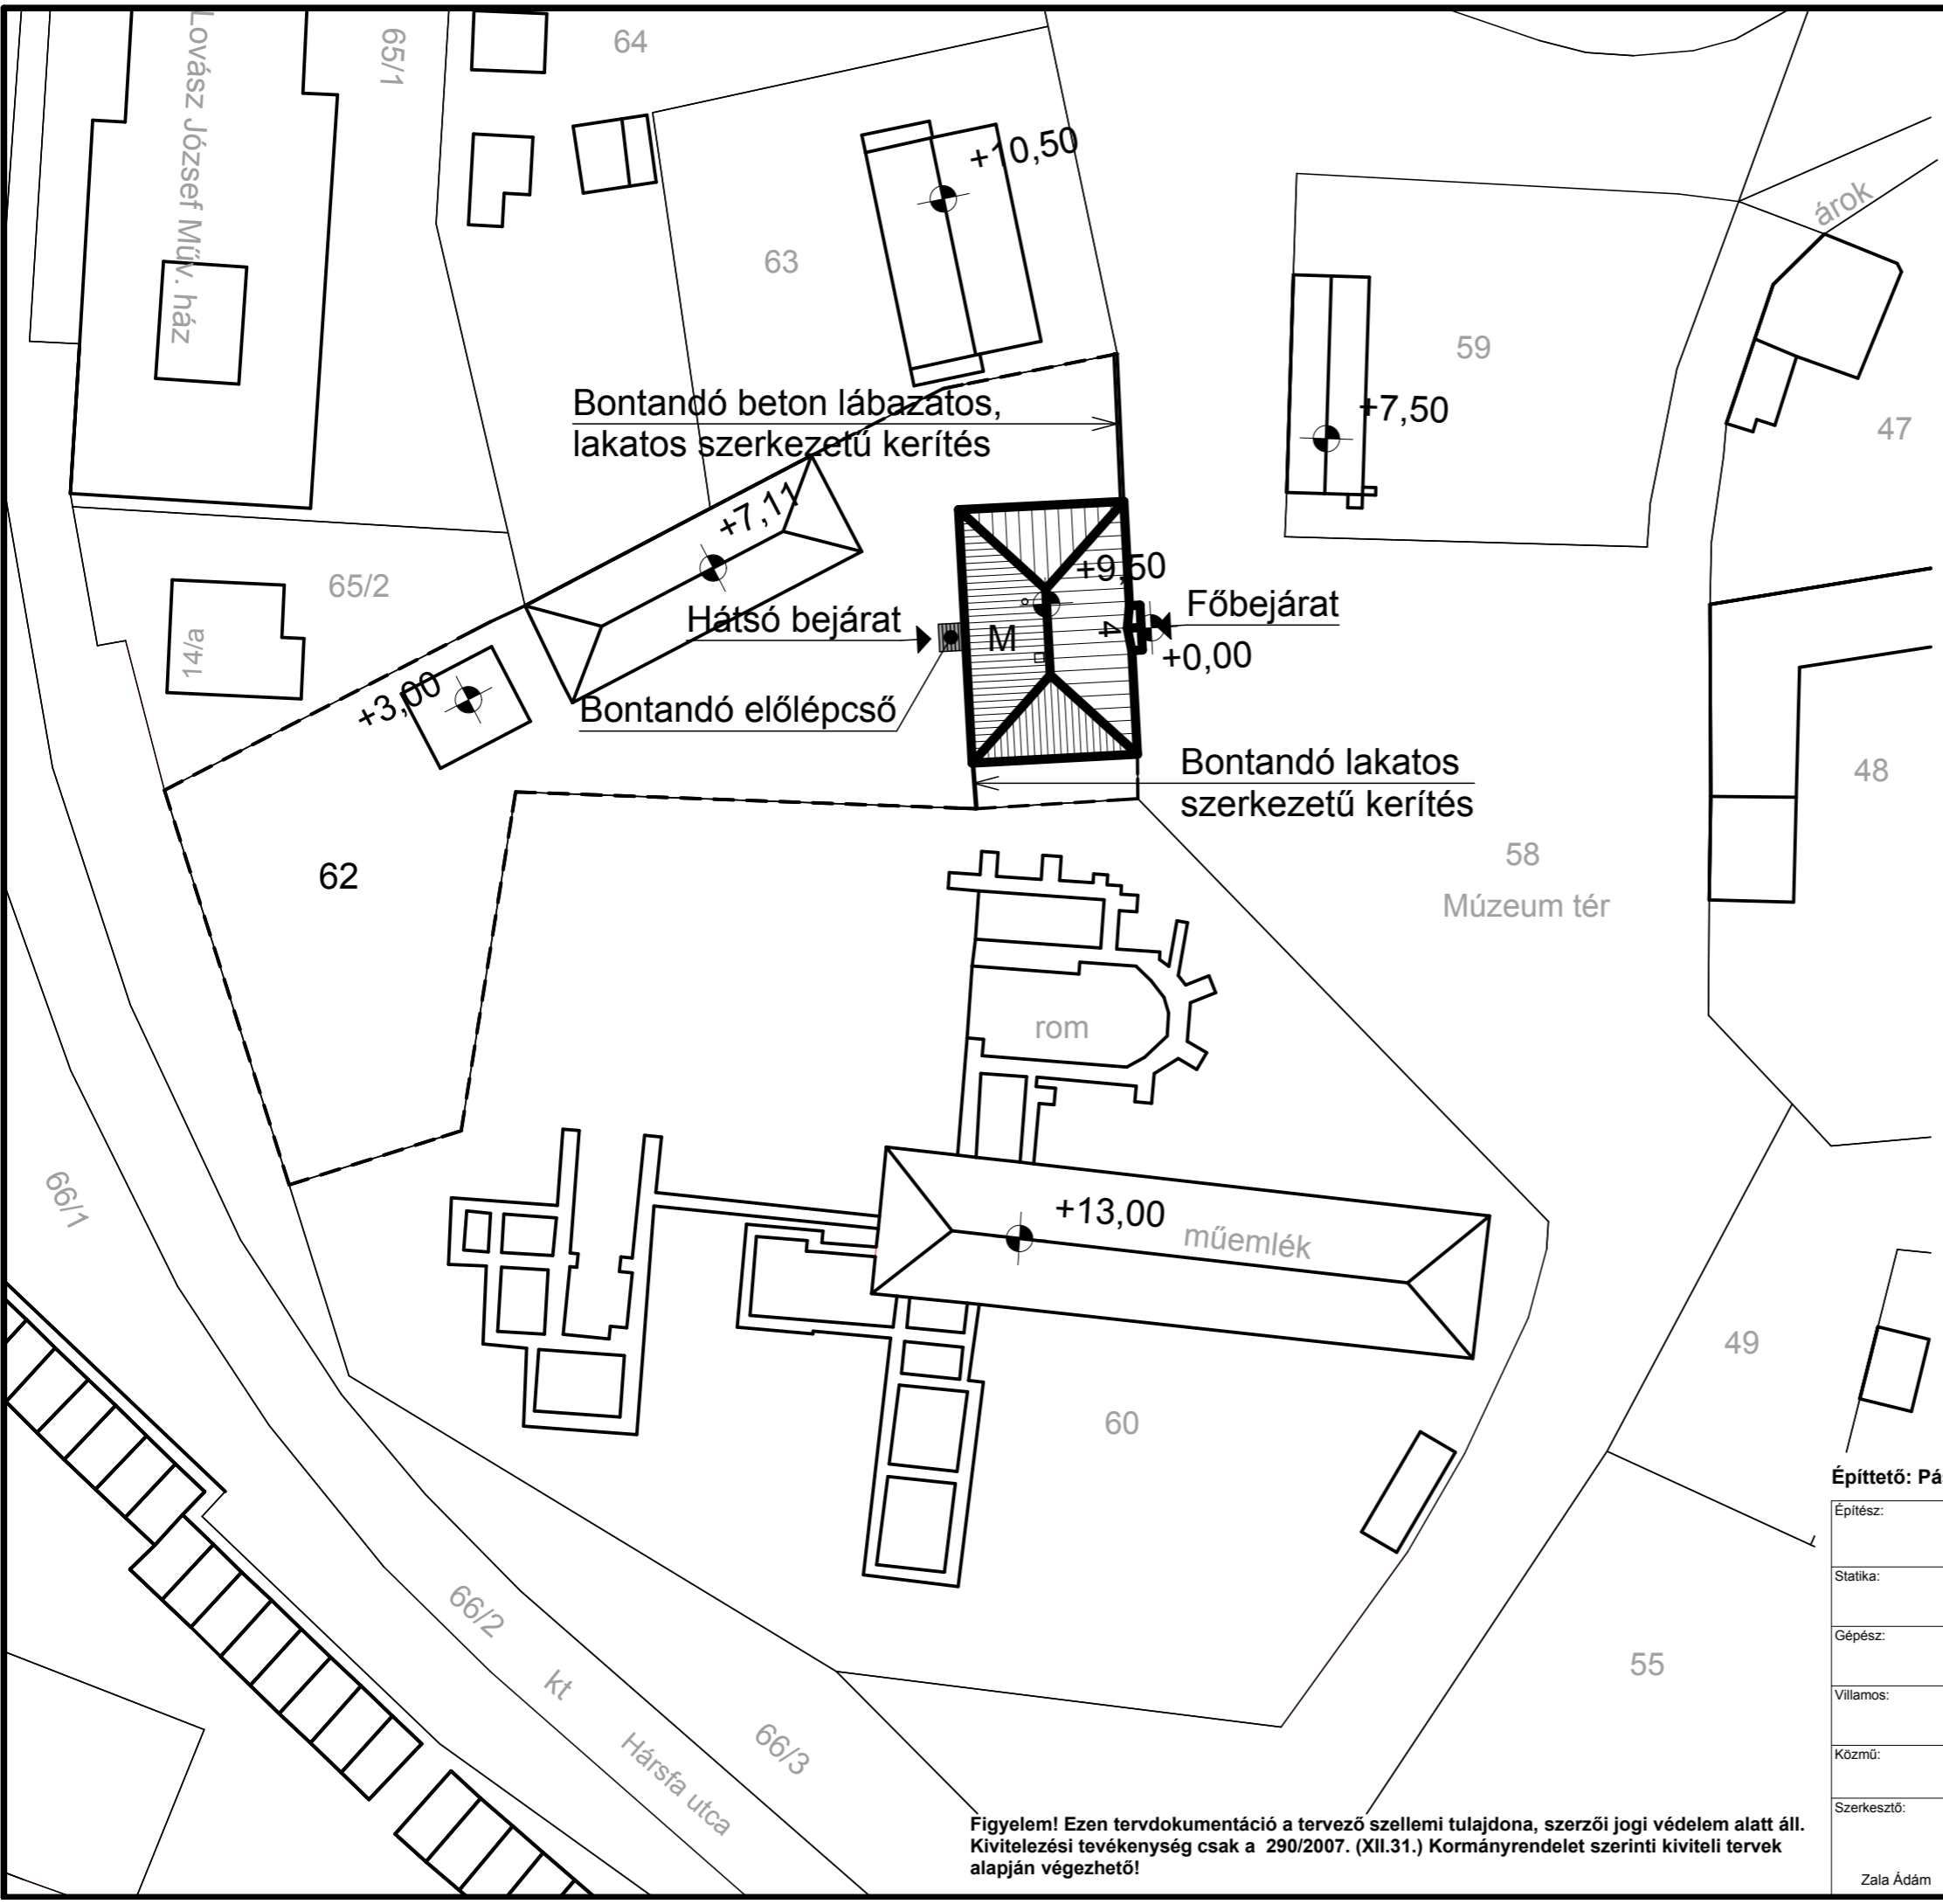 Lovász József Műv. ház
65/1
64
+10,50
63
árok
59
+7,50
47
Bontandó beton lábazatos,
lakatos szerkezetű kerítés
+7,11
65/2
14/a
+9,50
Hátsó bejárat
M
4
Főbejárat
+0,00
+3,00
Bontandó előlépcső
Bontandó lakatos
szerkezetű kerítés
48
62
58
Múzeum tér
rom
66/1
+13,00
műemlék
49
60
66/2
kt
Hársfa utca
66/3
55
Építtető: Pá
Építész:
Statika:
Gépész:
Villamos:
Közmű:
Szerkesztő:
Zala Ádám
Figyelem! Ezen tervdokumentáció a tervező szellemi tulajdona, szerzői jogi védelem alatt áll.
Kivitelezési tevékenység csak a 290/2007. (XII.31.) Kormányrendelet szerinti kiviteli tervek
alapján végezhető!